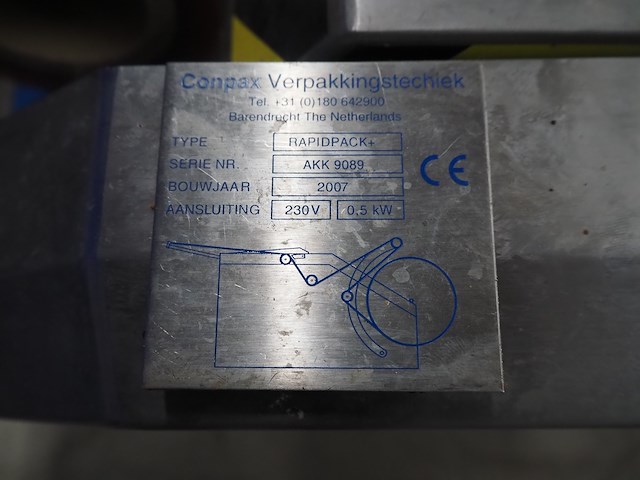 Conpax Verpakkingstechiek
Tel. +31 (0)180 642900
Barendrecht The Netherlands
TYPE RAPIDPACK+
SERIE NR. AKK 9089
BOUWJAAR 2007
AANSLUITING 230V 0,5 kW
CE